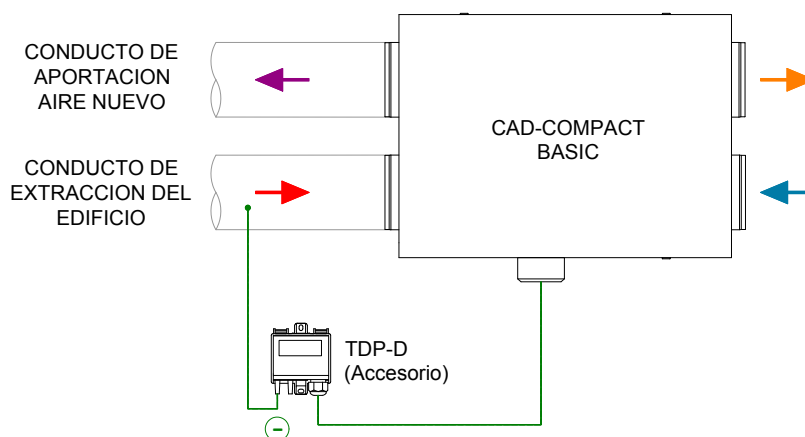 CONDUCTO DE
APORTACION
AIRE NUEVO
CAD-COMPACT
BASIC
CONDUCTO DE
EXTRACCION DEL
EDIFICIO
TDP-D
(Accesorio)
−